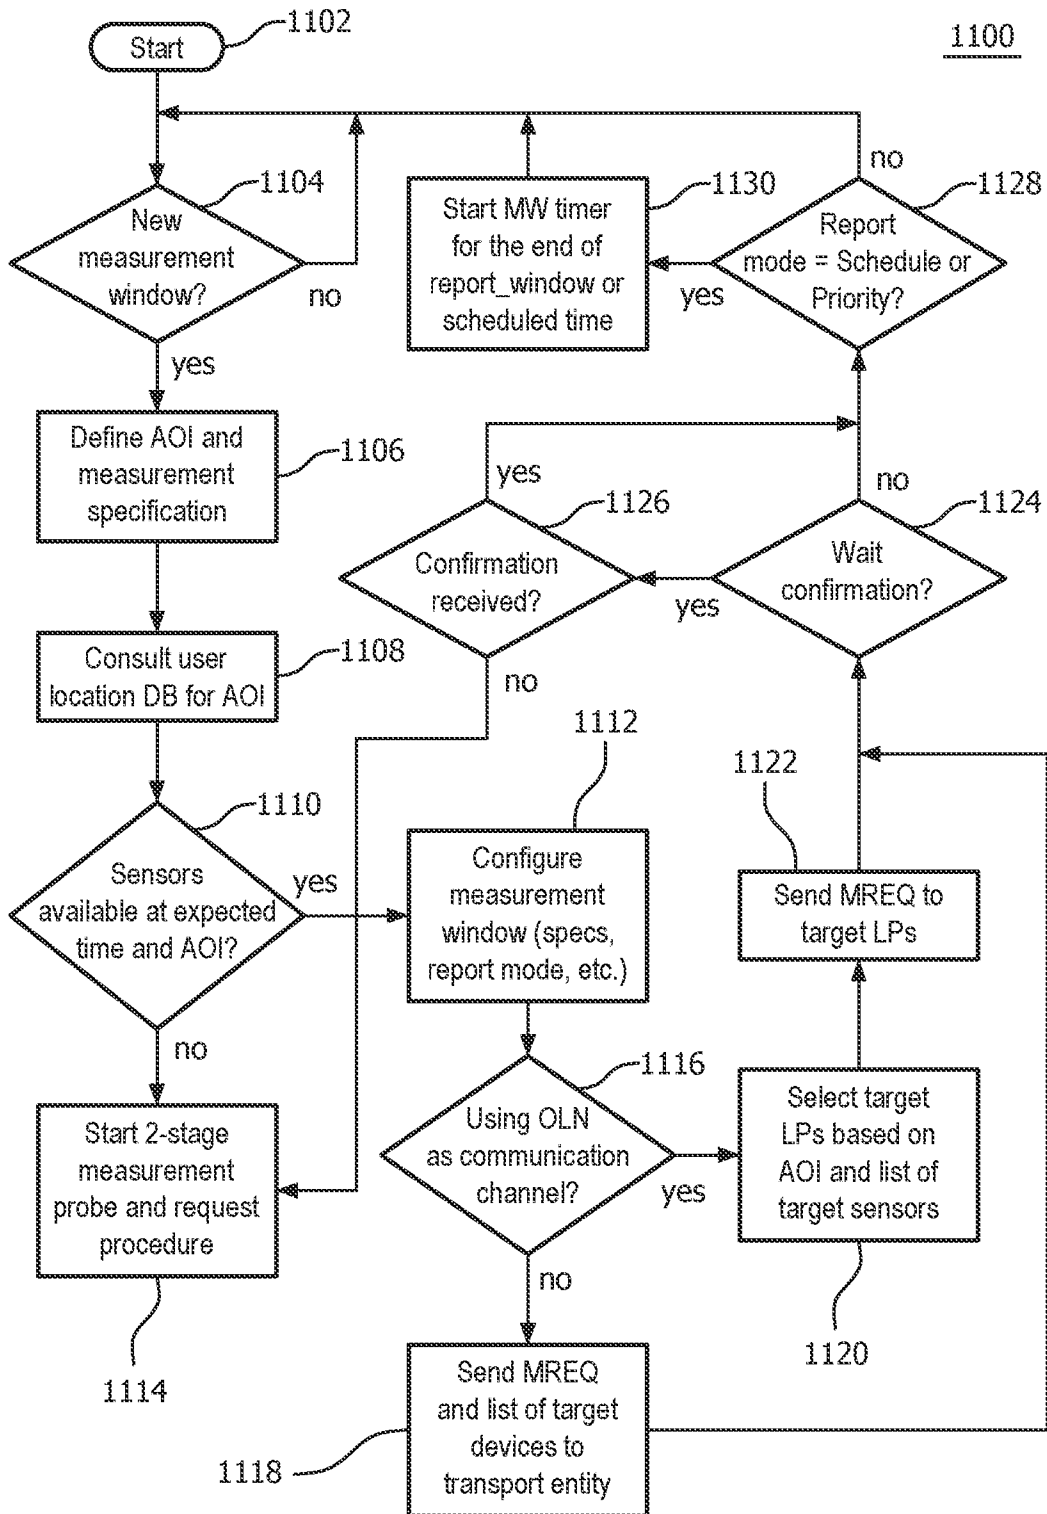 1102
Start
1100
no
1104
New
measurement
window?
no
yes
1130
Start MW timer
for the end of
report_window or
scheduled time
1128
Report
mode = Schedule or
Priority?
yes
Define AOI and
measurement
specification
1106
yes
1126
Confirmation
received?
no
no
1124
Wait
confirmation?
yes
Consult user
location DB for AOI
1108
1110
Sensors
available at expected
time and AOI?
yes
no
1112
Configure
measurement
window (specs,
report mode, etc.)
1122
Send MREQ to
target LPs
Start 2-stage
measurement
probe and request
procedure
1114
1116
Using OLN
as communication
channel?
yes
no
Select target
LPs based on
AOI and list of
target sensors
1120
Send MREQ
and list of target
devices to
transport entity
1118